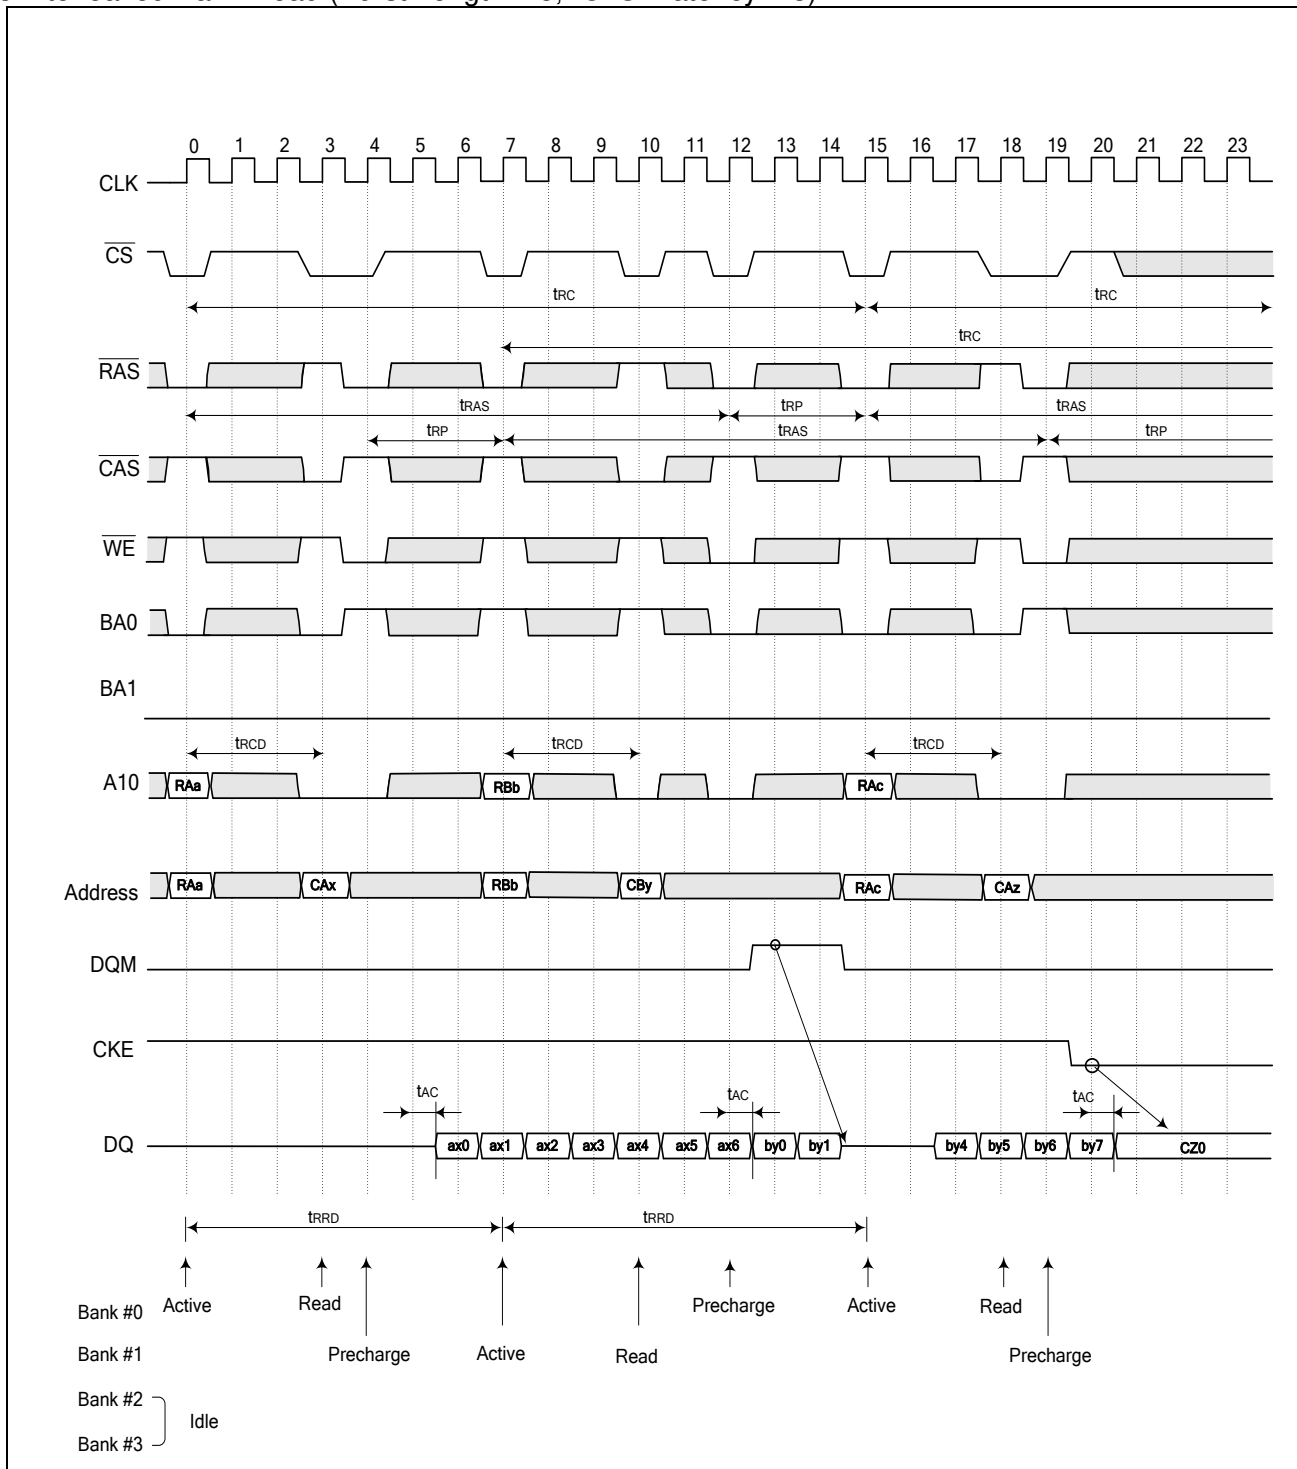 0 1 2 3 4 5 6 7 8 9 10 11 12 13 14 15 16 17 18 19 20 21 22 23
CLK
CS
tRC tRC
tRC
RAS
tRAS tRP tRAS
tRP tRAS tRP
CAS
WE
BA0
BA1
tRCD tRCD tRCD
A10 RAa RBb RAc
Address RAa CAx RBb CBy RAc CAz
DQM
CKE
tAC tAC tAC
DQ ax0 ax1 ax2 ax3 ax4 ax5 ax6 by0 by1 by4 by5 by6 by7 CZ0
tRRD tRRD
Bank #0 Active Read Precharge Active Read
Bank #1 Precharge Active Read Precharge
Bank #2
Idle
Bank #3